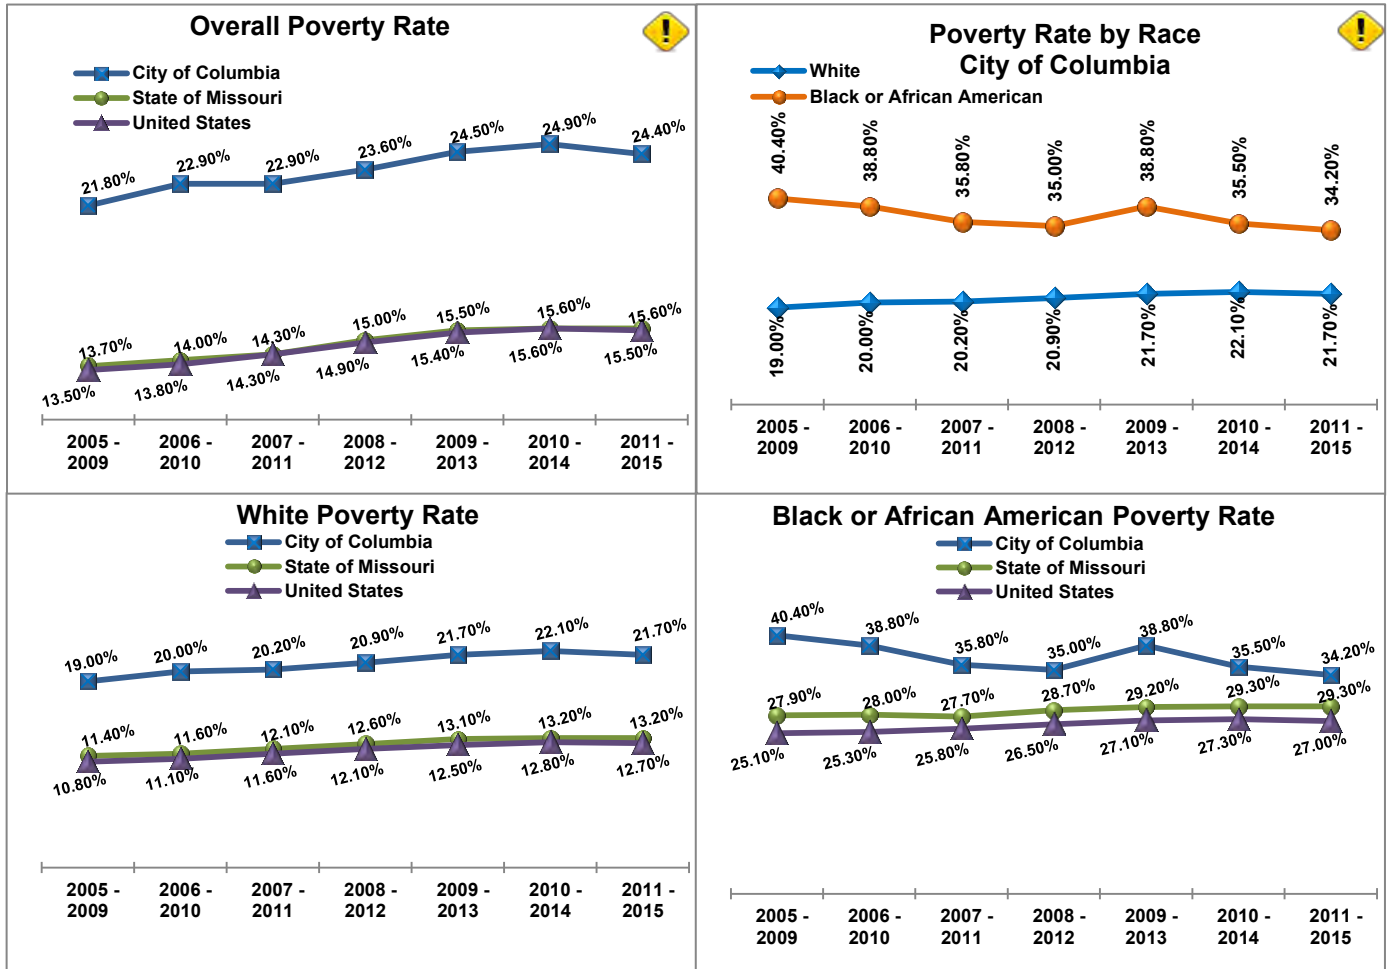 Overall Poverty Rate
!
City of Columbia
State of Missouri
United States
21.80%
22.90%
22.90%
23.60%
24.50%
24.90%
24.40%
13.70%
14.00%
14.30%
15.00%
15.50%
15.60%
15.60%
13.50%
13.80%
14.30%
14.90%
15.40%
15.60%
15.50%
2005 - 2009
2006 - 2010
2007 - 2011
2008 - 2012
2009 - 2013
2010 - 2014
2011 - 2015
Poverty Rate by Race
City of Columbia
!
White
Black or African American
40.40%
38.80%
35.80%
35.00%
38.80%
35.50%
34.20%
19.00%
20.00%
20.20%
20.90%
21.70%
22.10%
21.70%
2005 - 2009
2006 - 2010
2007 - 2011
2008 - 2012
2009 - 2013
2010 - 2014
2011 - 2015
White Poverty Rate
City of Columbia
State of Missouri
United States
19.00%
20.00%
20.20%
20.90%
21.70%
22.10%
21.70%
11.40%
11.60%
12.10%
12.60%
13.10%
13.20%
13.20%
10.80%
11.10%
11.60%
12.10%
12.50%
12.80%
12.70%
2005 - 2009
2006 - 2010
2007 - 2011
2008 - 2012
2009 - 2013
2010 - 2014
2011 - 2015
Black or African American Poverty Rate
City of Columbia
State of Missouri
United States
40.40%
38.80%
35.80%
35.00%
38.80%
35.50%
34.20%
27.90%
28.00%
27.70%
28.70%
29.20%
29.30%
29.30%
25.10%
25.30%
25.80%
26.50%
27.10%
27.30%
27.00%
2005 - 2009
2006 - 2010
2007 - 2011
2008 - 2012
2009 - 2013
2010 - 2014
2011 - 2015